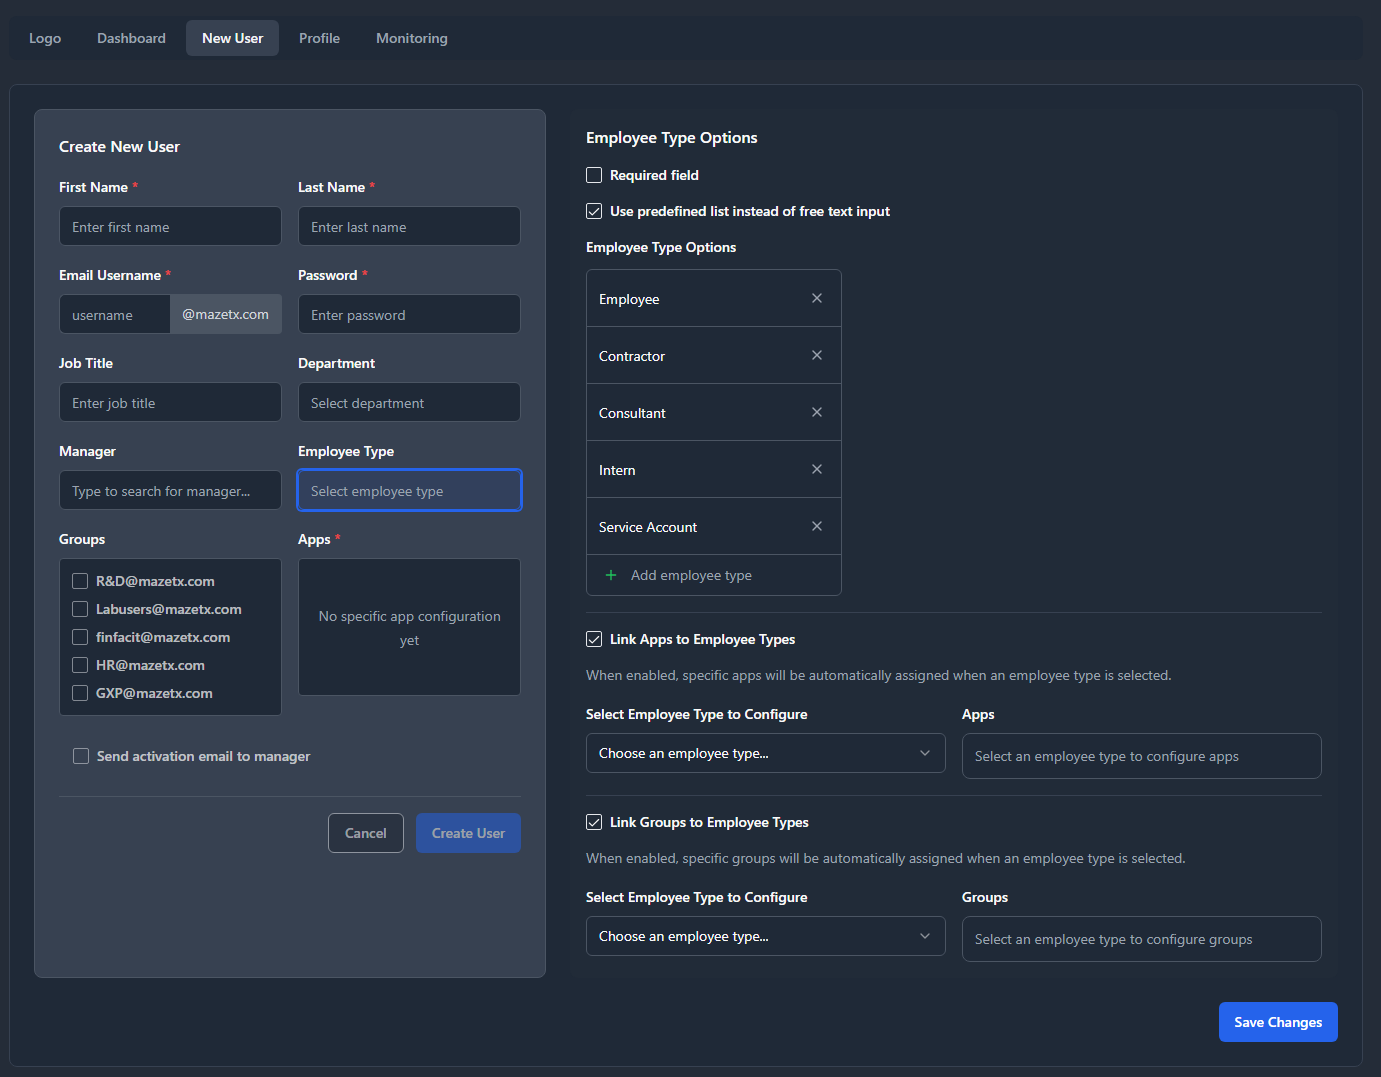 Logo
Dashboard
New User
Profile
Monitoring
Create New User
First Name *
Last Name *
Enter first name
Enter last name
Email Username *
Password *
username
@mazetx.com
Enter password
Job Title
Department
Enter job title
Select department
Manager
Employee Type
Type to search for manager...
Select employee type
Groups
Apps *
R&D@mazetx.com
Labusers@mazetx.com
finfacit@mazetx.com
HR@mazetx.com
GXP@mazetx.com
No specific app configuration
yet
Send activation email to manager
Cancel
Create User
Employee Type Options
Required field
Use predefined list instead of free text input
Employee Type Options
Employee
Contractor
Consultant
Intern
Service Account
Add employee type
Link Apps to Employee Types
When enabled, specific apps will be automatically assigned when an employee type is selected.
Select Employee Type to Configure
Apps
Choose an employee type...
Select an employee type to configure apps
Link Groups to Employee Types
When enabled, specific groups will be automatically assigned when an employee type is selected.
Select Employee Type to Configure
Groups
Choose an employee type...
Select an employee type to configure groups
Save Changes